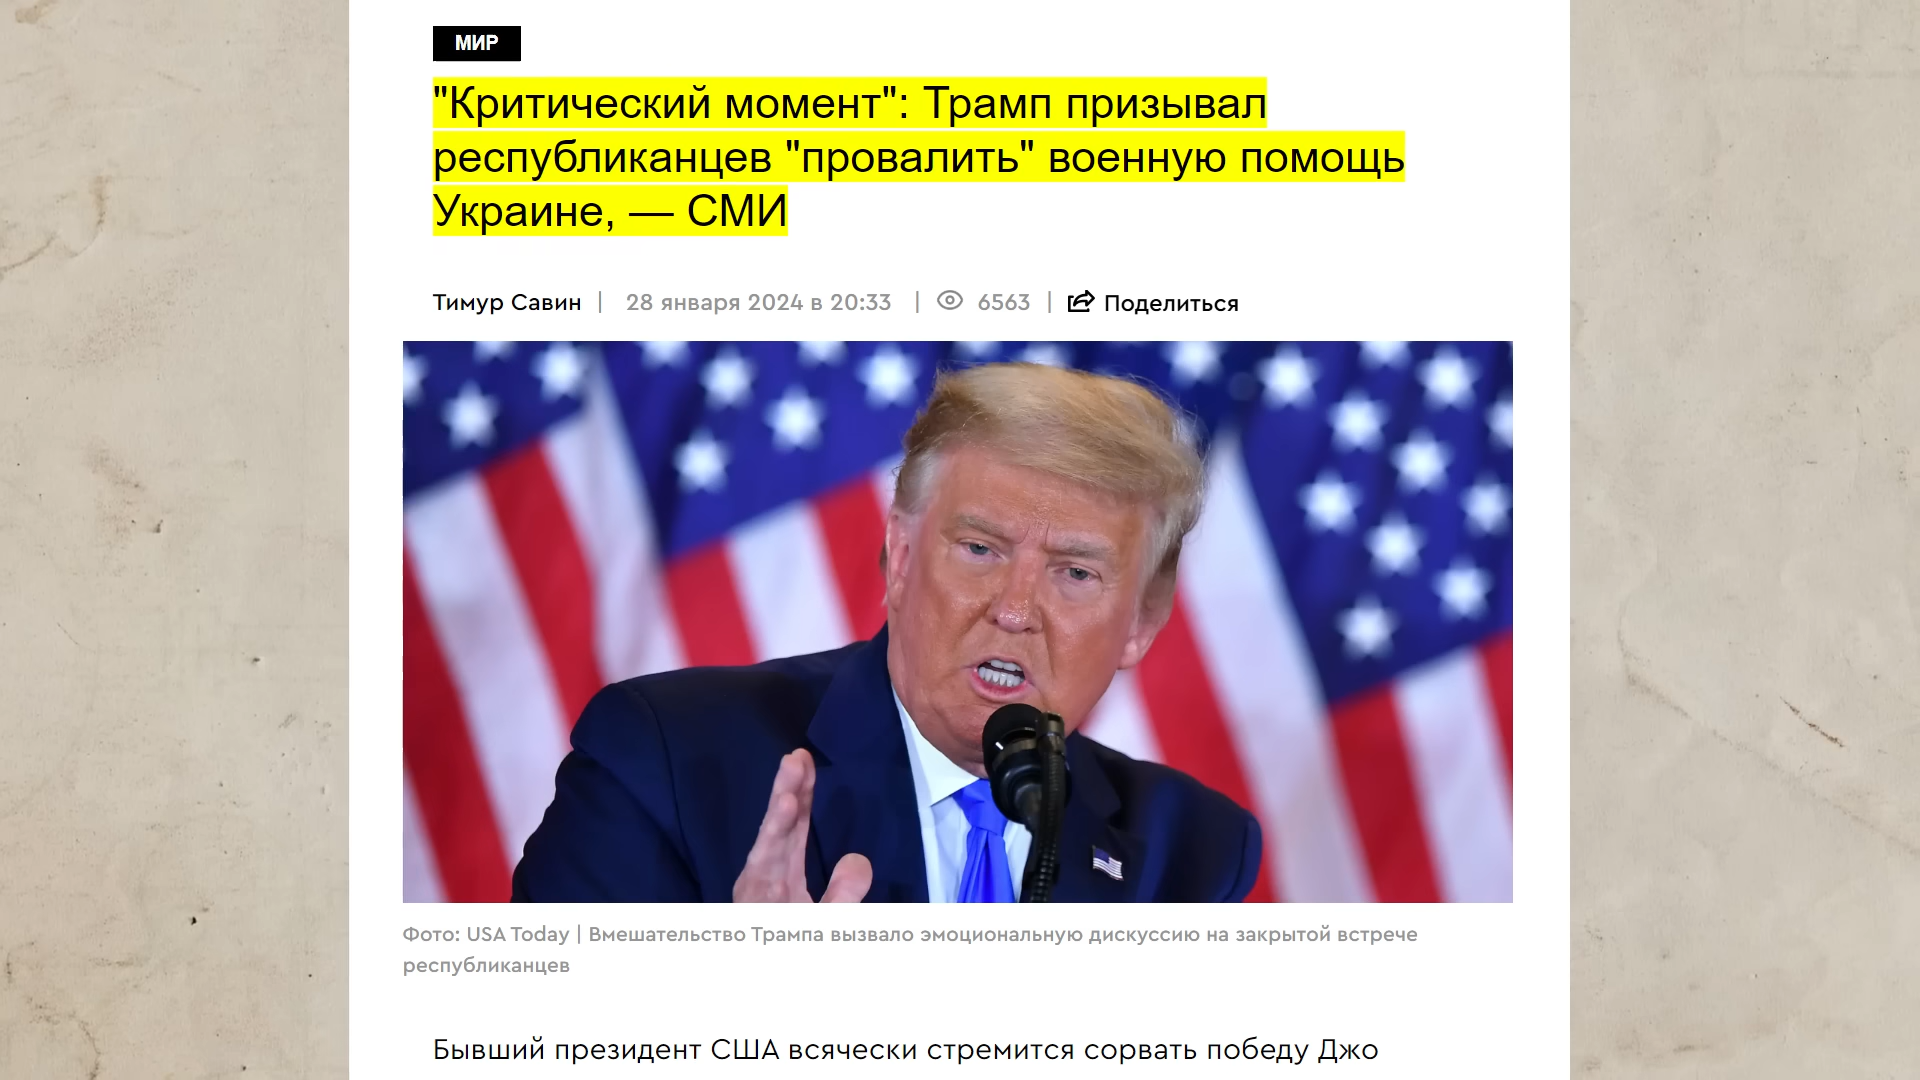 МИР
"Критический момент": Трамп призывал
республиканцев "провалить" военную помощь
Украине, — СМИ
Тимур Савин | 28 января 2024 в 20:33 | 6563 | Поделиться
Фото: USA Today | Вмешательство Трампа вызвало эмоциональную дискуссию на закрытой встрече
республиканцев
Бывший президент США всячески стремится сорвать победу Джо